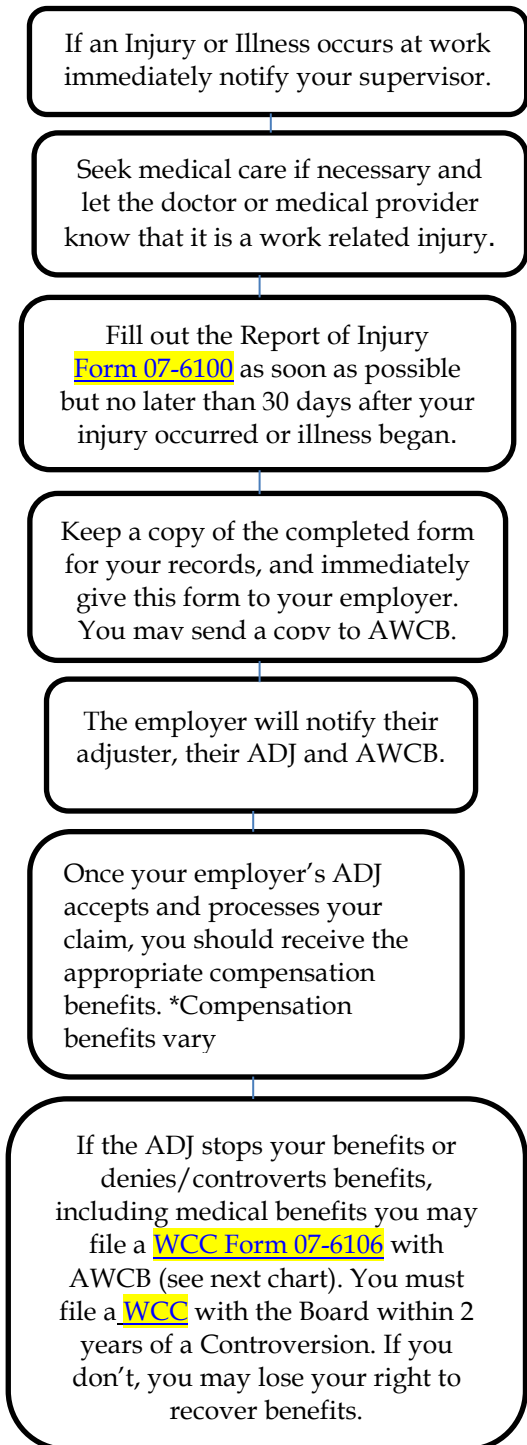 If an Injury or Illness occurs at work
immediately notify your supervisor.
Seek medical care if necessary and
let the doctor or medical provider
know that it is a work related injury.
Fill out the Report of Injury
Form 07-6100 as soon as possible
but no later than 30 days after your
injury occurred or illness began.
Keep a copy of the completed form
for your records, and immediately
give this form to your employer.
You may send a copy to AWCB.
The employer will notify their
adjuster, their ADJ and AWCB.
Once your employer’s ADJ
accepts and processes your
claim, you should receive the
appropriate compensation
benefits. *Compensation
benefits vary
If the ADJ stops your benefits or
denies/controverts benefits,
including medical benefits you may
file a WCC Form 07-6106 with
AWCB (see next chart). You must
file a WCC with the Board within 2
years of a Controversion. If you
don’t, you may lose your right to
recover benefits.